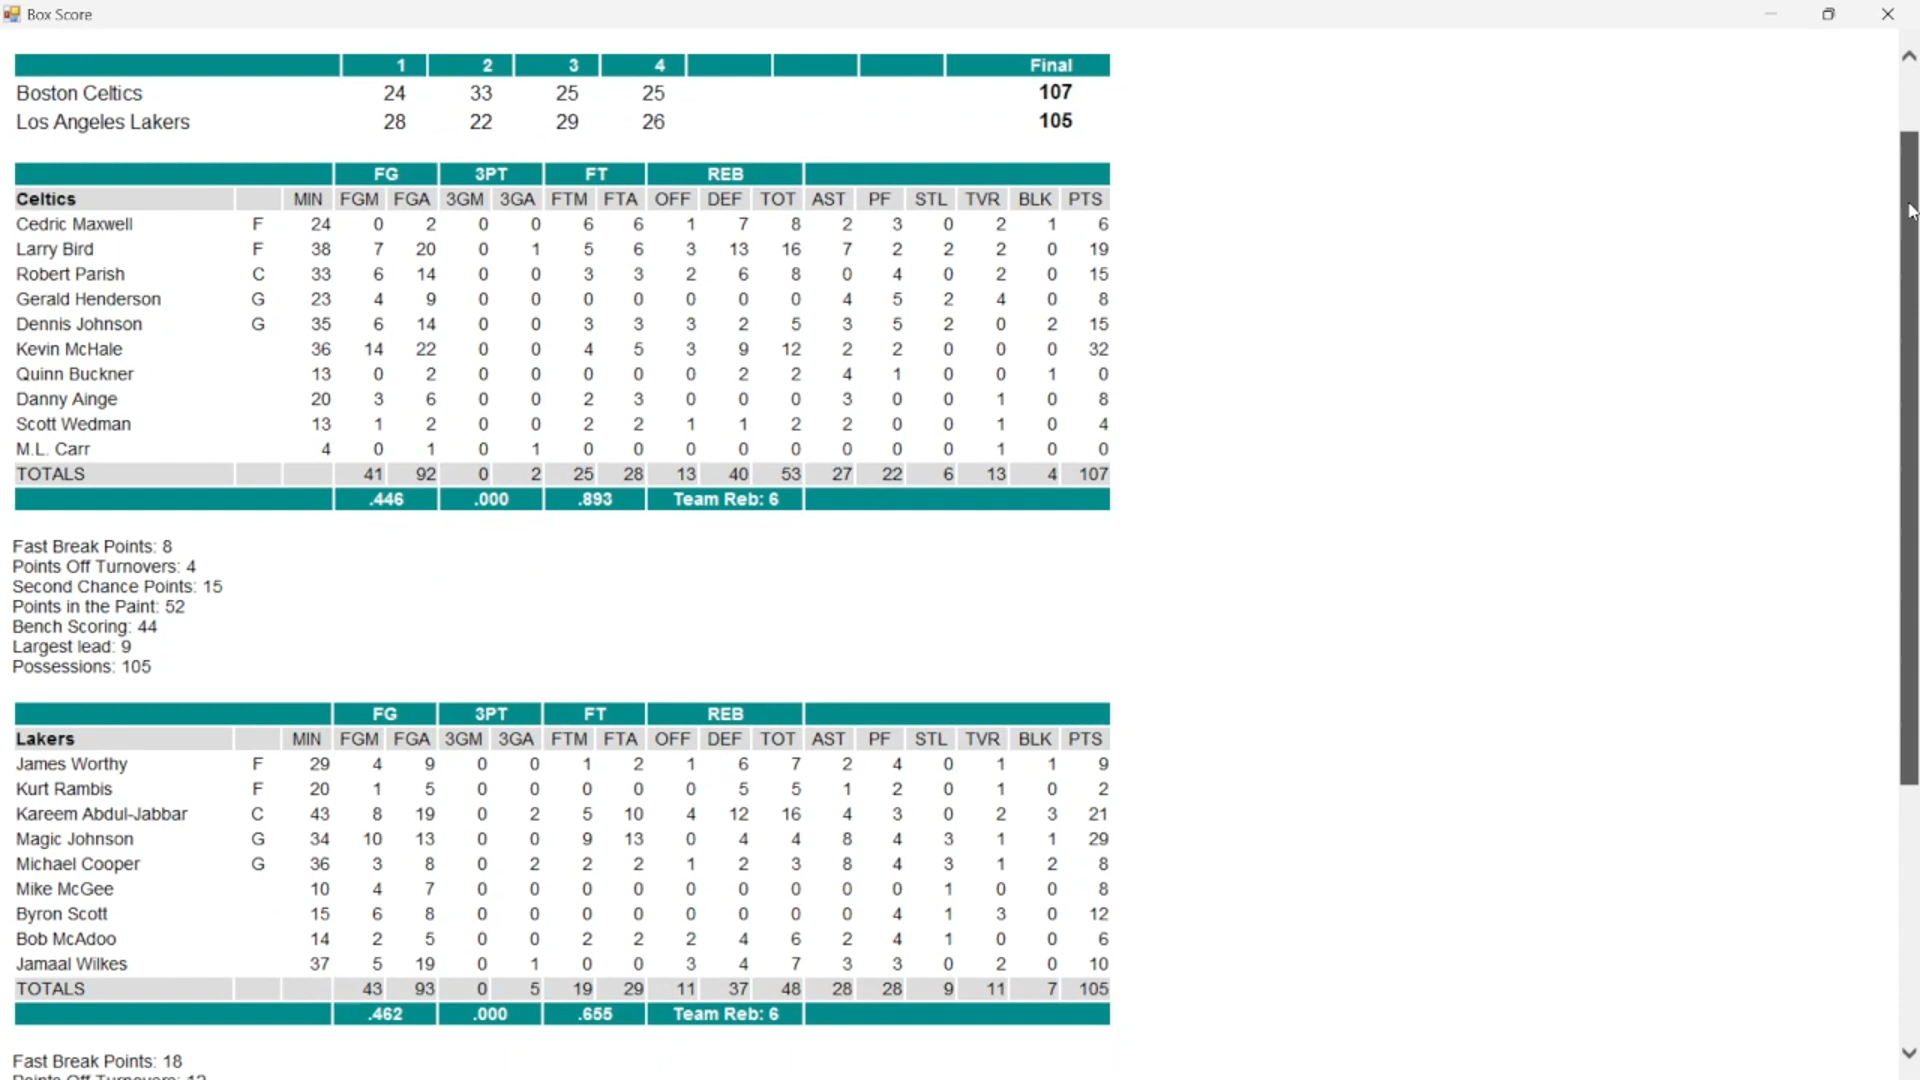 Box Score
1 2 3 4 Final
Boston Celtics 24 33 25 25 107
Los Angeles Lakers 28 22 29 26 105
FG 3PT FT REB
Celtics MIN FGM FGA 3GM 3GA FTM FTA OFF DEF TOT AST PF STL TVR BLK PTS
Cedric Maxwell F 24 0 2 0 0 6 6 1 7 8 2 3 0 2 1 6
Larry Bird F 38 7 20 0 1 5 6 3 13 16 7 2 2 2 0 19
Robert Parish C 33 6 14 0 0 3 3 2 6 8 0 4 0 2 0 15
Gerald Henderson G 23 4 9 0 0 0 0 0 0 0 4 5 2 4 0 8
Dennis Johnson G 35 6 14 0 0 3 3 3 2 5 3 5 2 0 2 15
Kevin McHale 36 14 22 0 0 4 5 3 9 12 2 2 0 0 0 32
Quinn Buckner 13 0 2 0 0 0 0 0 2 2 4 1 0 0 1 0
Danny Ainge 20 3 6 0 0 2 3 0 0 0 3 0 0 1 0 8
Scott Wedman 13 1 2 0 0 2 2 1 1 2 2 0 0 1 0 4
M.L. Carr 4 0 1 0 1 0 0 0 0 0 0 0 0 1 0 0
TOTALS 41 92 0 2 25 28 13 40 53 27 22 6 13 4 107
.446 .000 .893 Team Reb: 6
Fast Break Points: 8
Points Off Turnovers: 4
Second Chance Points: 15
Points in the Paint: 52
Bench Scoring: 44
Largest lead: 9
Possessions: 105
FG 3PT FT REB
Lakers MIN FGM FGA 3GM 3GA FTM FTA OFF DEF TOT AST PF STL TVR BLK PTS
James Worthy F 29 4 9 0 0 1 2 1 6 7 2 4 0 1 1 9
Kurt Rambis F 20 1 5 0 0 0 0 0 5 5 1 2 0 1 0 2
Kareem Abdul-Jabbar C 43 8 19 0 2 5 10 4 12 16 4 3 0 2 3 21
Magic Johnson G 34 10 13 0 0 9 13 0 4 4 8 4 3 1 1 29
Michael Cooper G 36 3 8 0 2 2 2 1 2 3 8 4 3 1 2 8
Mike McGee 10 4 7 0 0 0 0 0 0 0 0 0 1 0 0 8
Byron Scott 15 6 8 0 0 0 0 0 0 0 0 4 1 3 0 12
Bob McAdoo 14 2 5 0 0 2 2 2 4 6 2 4 1 0 0 6
Jamaal Wilkes 37 5 19 0 1 0 0 3 4 7 3 3 0 2 0 10
TOTALS 43 93 0 5 19 29 11 37 48 28 28 9 11 7 105
.462 .000 .655 Team Reb: 6
Fast Break Points: 18
Points Off Turnovers: 12